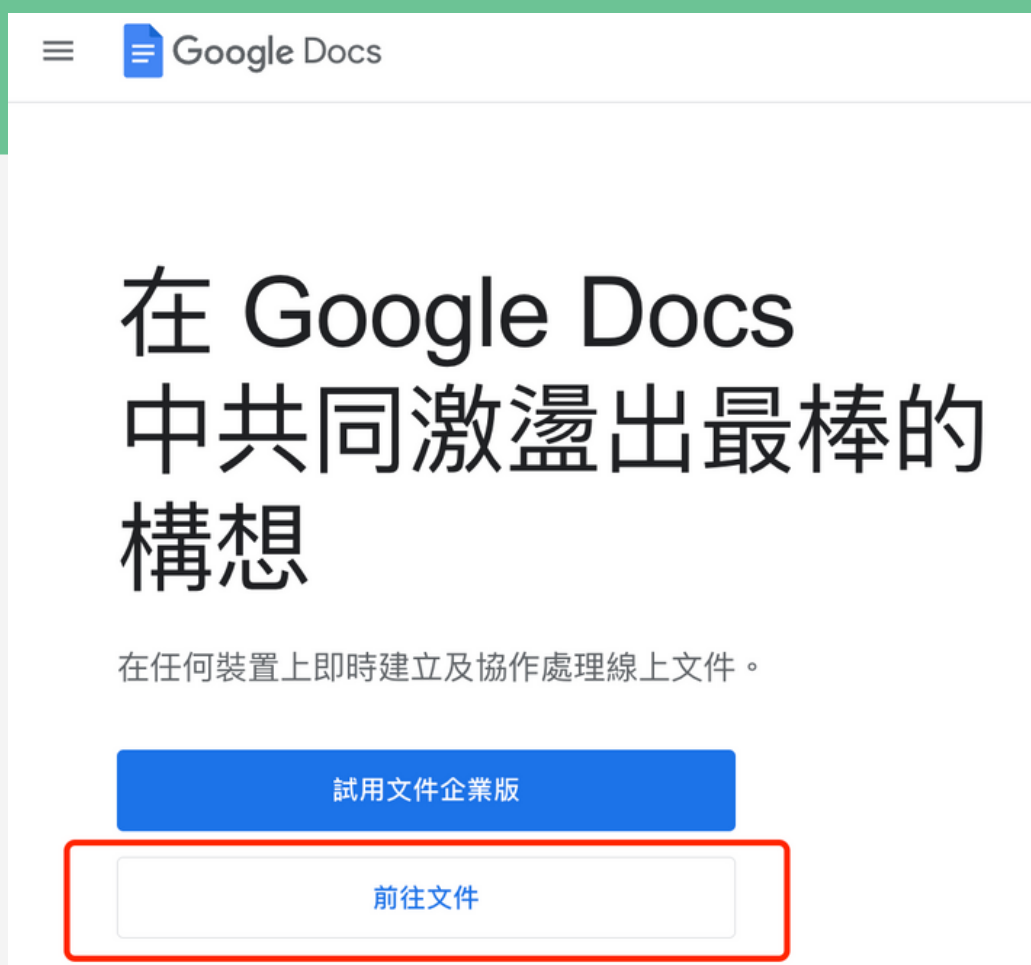 Google Docs
在 Google Docs
中共同激盪出最棒的
構想
在任何裝置上即時建立及協作處理線上文件。
試用文件企業版
前往文件